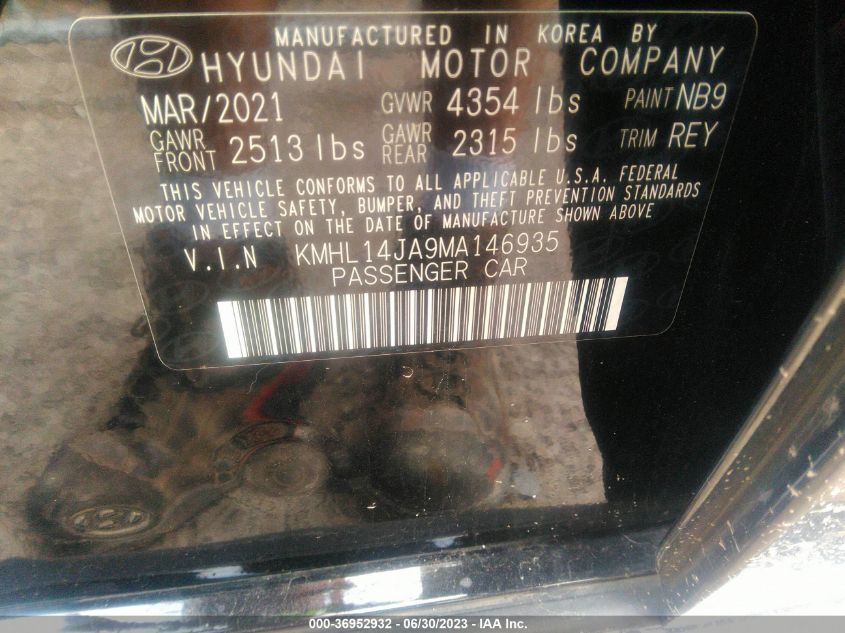 MANUFACTURED IN KOREA BY
HYUNDAI MOTOR COMPANY
MAR/2021 GVWR 4354 lbs PAINT NB9
GAWR FRONT 2513 lbs GAWR REAR 2315 lbs TRIM REY
THIS VEHICLE CONFORMS TO ALL APPLICABLE U.S.A. FEDERAL
MOTOR VEHICLE SAFETY, BUMPER, AND THEFT PREVENTION STANDARDS
IN EFFECT ON THE DATE OF MANUFACTURE SHOWN ABOVE
V.I.N KMHL14JA9MA146935
PASSENGER CAR
000-36952932 - 06/30/2023 - IAA Inc.